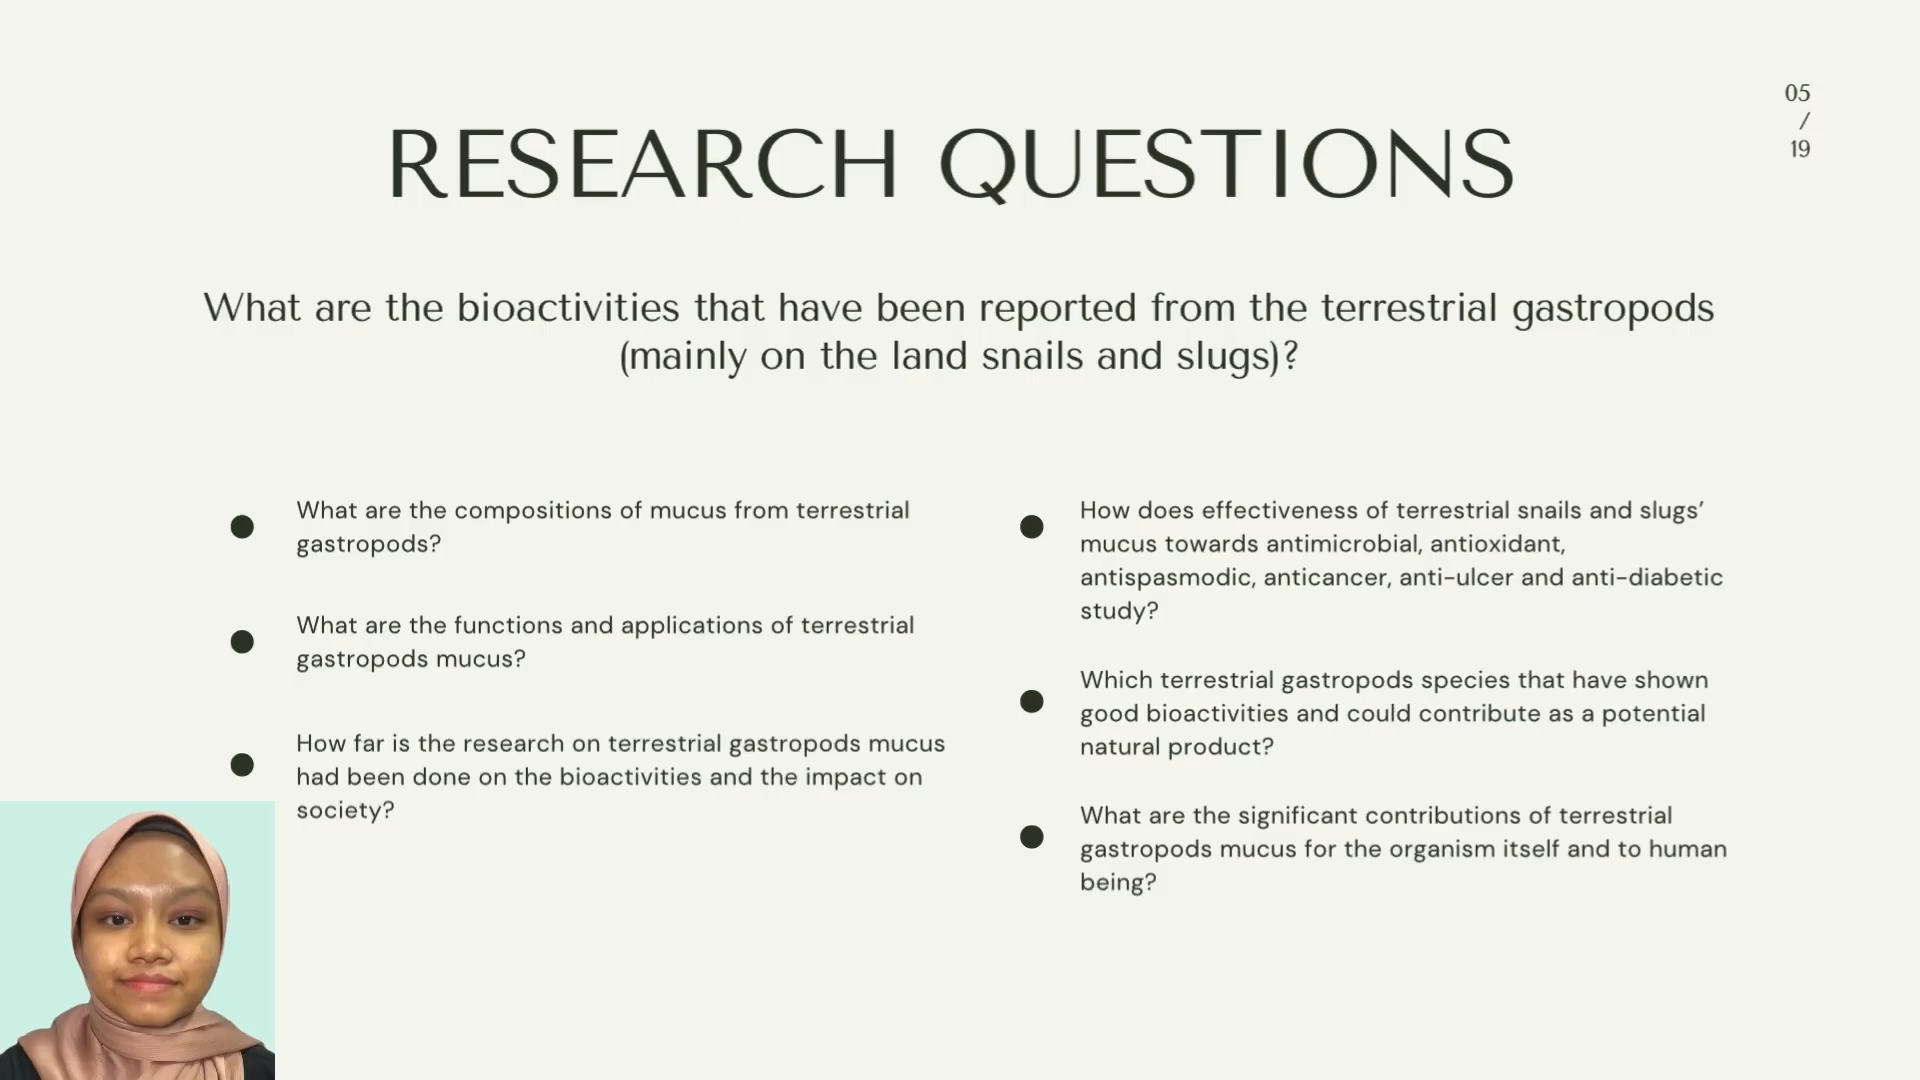 05
/
19
RESEARCH QUESTIONS
What are the bioactivities that have been reported from the terrestrial gastropods
(mainly on the land snails and slugs)?
What are the compositions of mucus from terrestrial
gastropods?
What are the functions and applications of terrestrial
gastropods mucus?
How far is the research on terrestrial gastropods mucus
had been done on the bioactivities and the impact on
society?
How does effectiveness of terrestrial snails and slugs’
mucus towards antimicrobial, antioxidant,
antispasmodic, anticancer, anti-ulcer and anti-diabetic
study?
Which terrestrial gastropods species that have shown
good bioactivities and could contribute as a potential
natural product?
What are the significant contributions of terrestrial
gastropods mucus for the organism itself and to human
being?